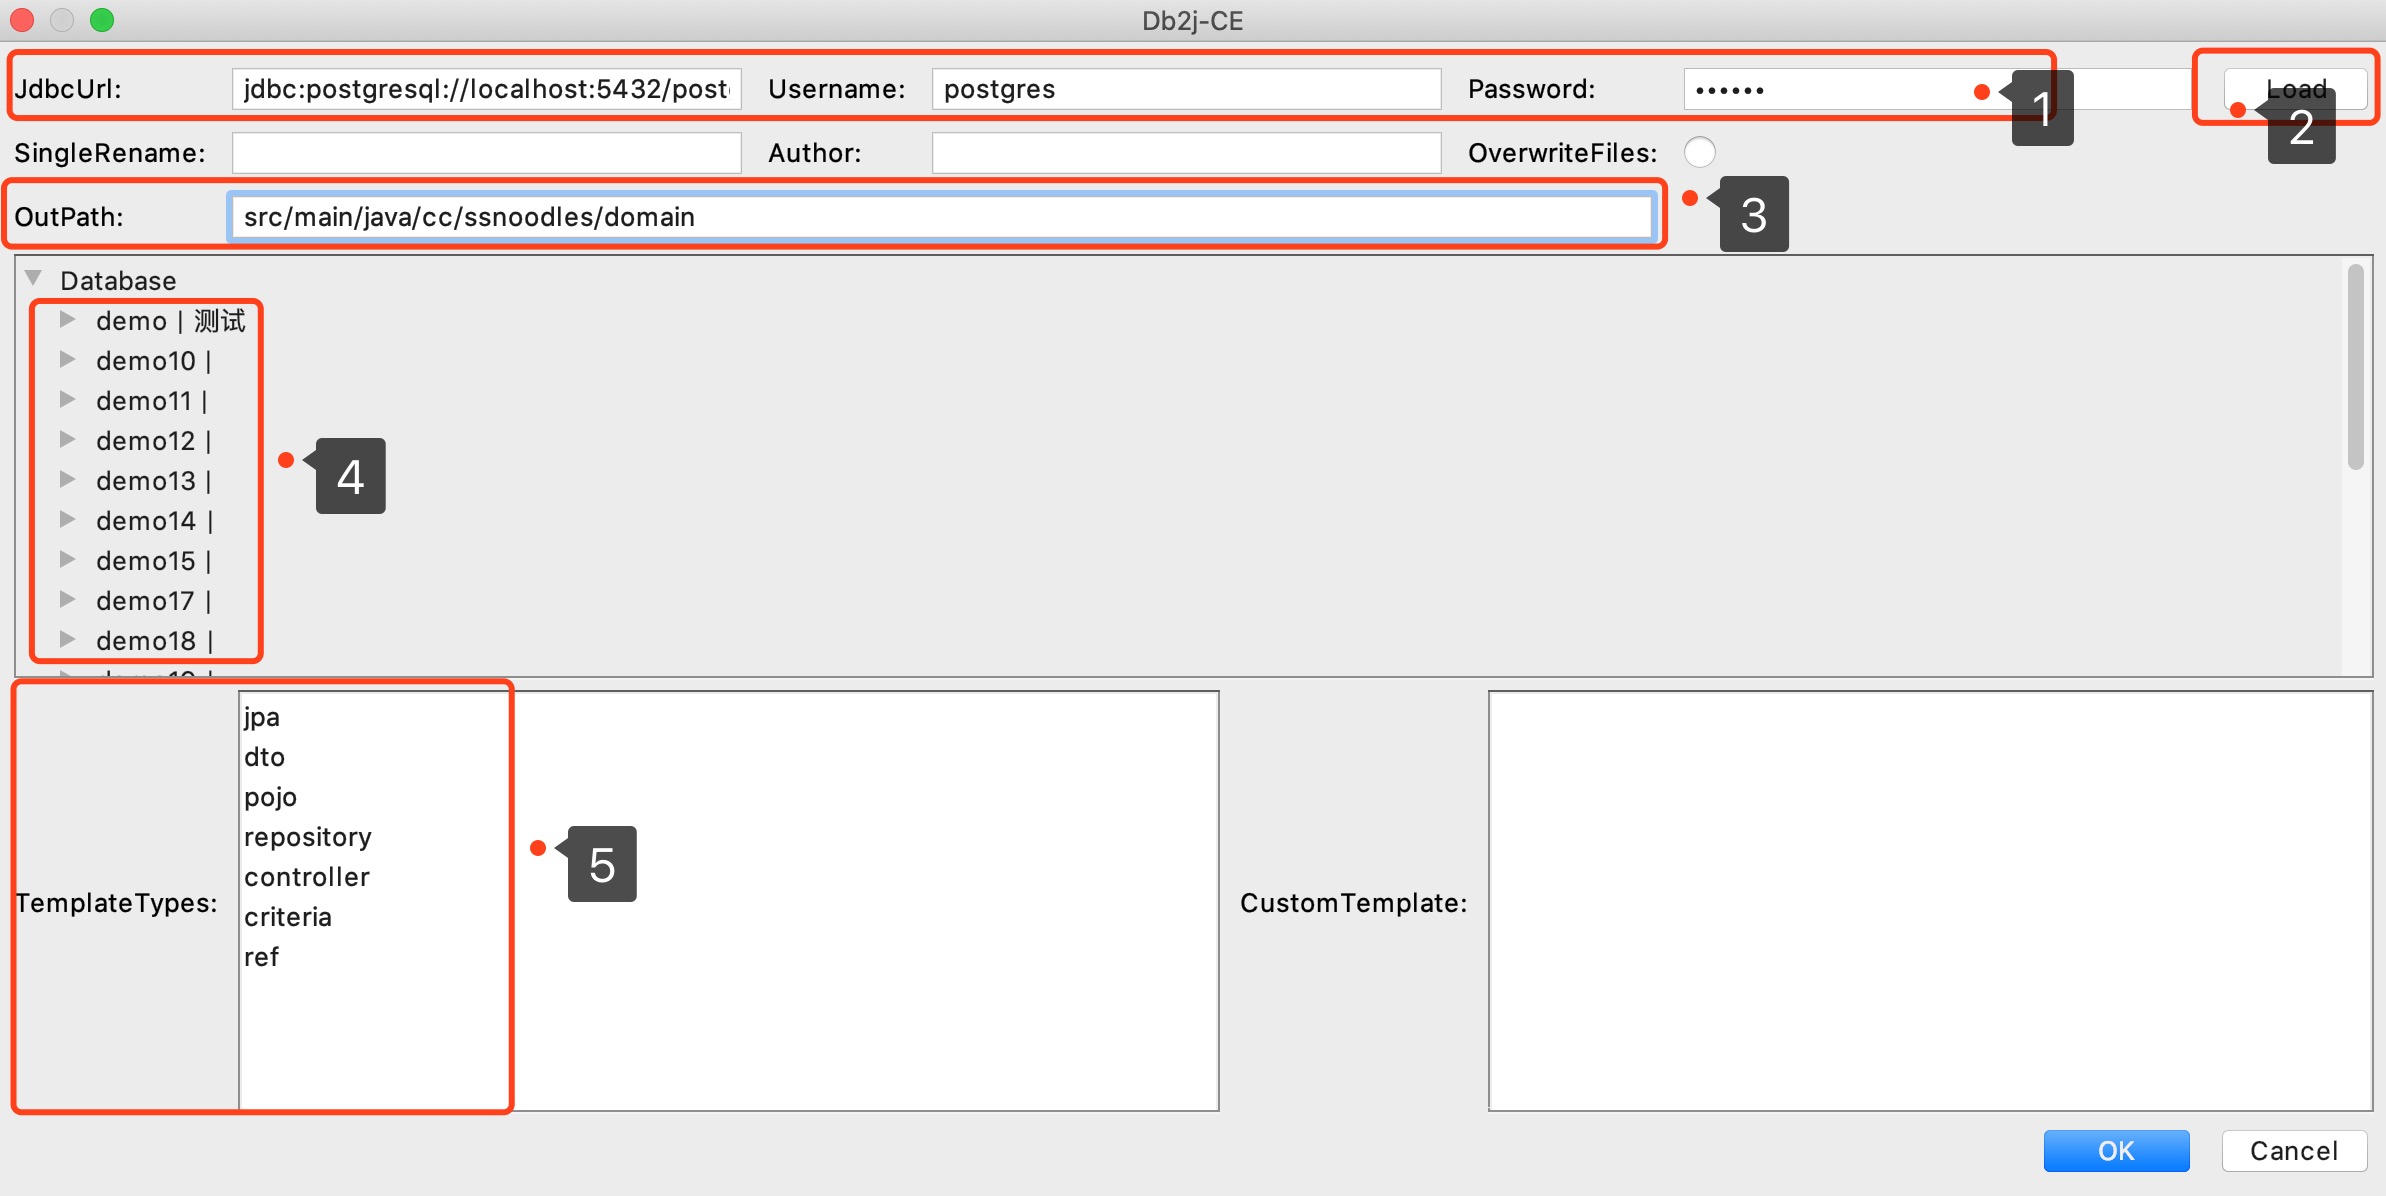 Db2j-CE
JdbcUrl: jdbc:postgresql://localhost:5432/post Username: postgres Password: •••••• 1 Load 2
SingleRename: Author: OverwriteFiles:
OutPath: src/main/java/cc/ssnoodles/domain 3
Database
demo | 测试
demo10 |
demo11 |
demo12 |
demo13 |
demo14 |
demo15 |
demo17 |
demo18 |
4
TemplateTypes:
jpa
dto
pojo
repository
controller
criteria
ref
5
CustomTemplate:
OK Cancel